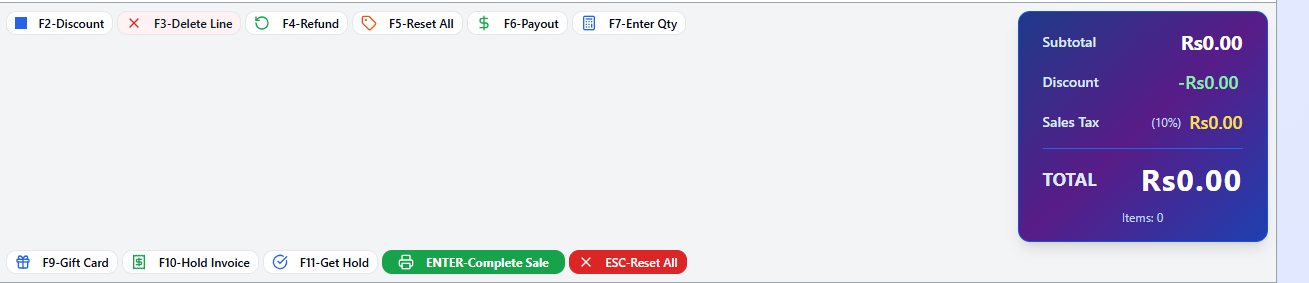 F2-Discount F3-Delete Line F4-Refund F5-Reset All F6-Payout F7-Enter Qty
Subtotal Rs0.00
Discount -Rs0.00
Sales Tax (10%) Rs0.00
TOTAL Rs0.00
Items: 0
F9-Gift Card F10-Hold Invoice F11-Get Hold ENTER-Complete Sale ESC-Reset All